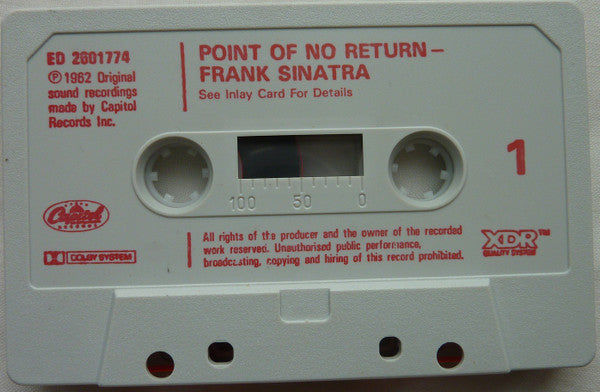 ED 2601774
℗ 1962 Original
sound recordings
made by Capitol
Records Inc.
POINT OF NO RETURN –
FRANK SINATRA
See Inlay Card For Details
1
100 50 0
Capitol
RECORDS
DOLBY SYSTEM
All rights of the producer and the owner of the recorded
work reserved. Unauthorised public performance,
broadcasting, copying and hiring of this record prohibited.
XDR™
QUALITY SYSTEM